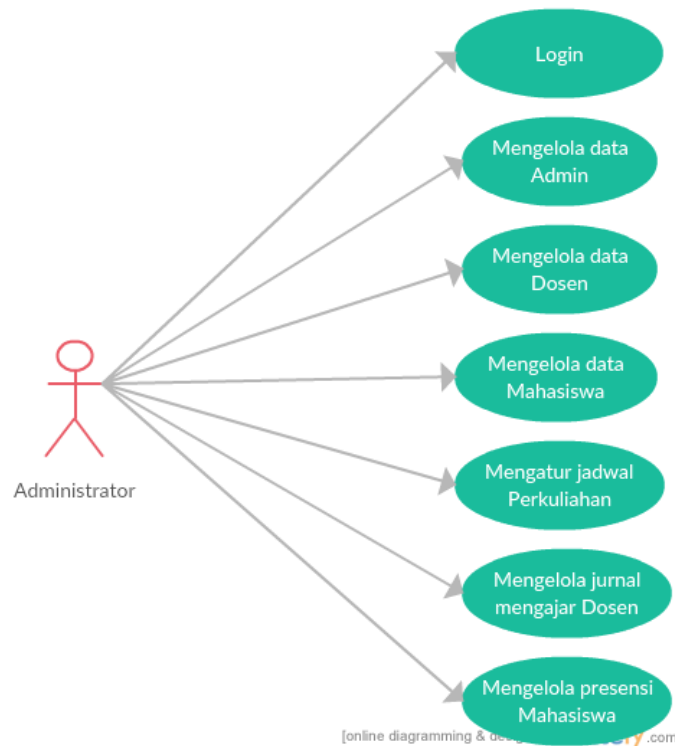 Login
Mengelola data
Admin
Mengelola data
Dosen
Mengelola data
Mahasiswa
Administrator
Mengatur jadwal
Perkuliahan
Mengelola jurnal
mengajar Dosen
Mengelola presensi
Mahasiswa
[online diagramming & .com